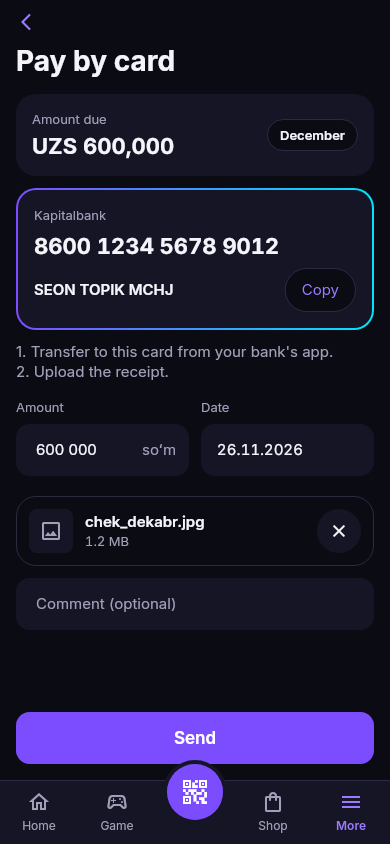 Pay by card
Amount due
UZS 600,000
December
Kapitalbank
8600 1234 5678 9012
SEON TOPIK MCHJ
Copy
1. Transfer to this card from your bank's app.
2. Upload the receipt.
Amount
Date
600 000 soʻm
26.11.2026
chek_dekabr.jpg
1.2 MB
Comment (optional)
Send
Home
Game
Shop
More